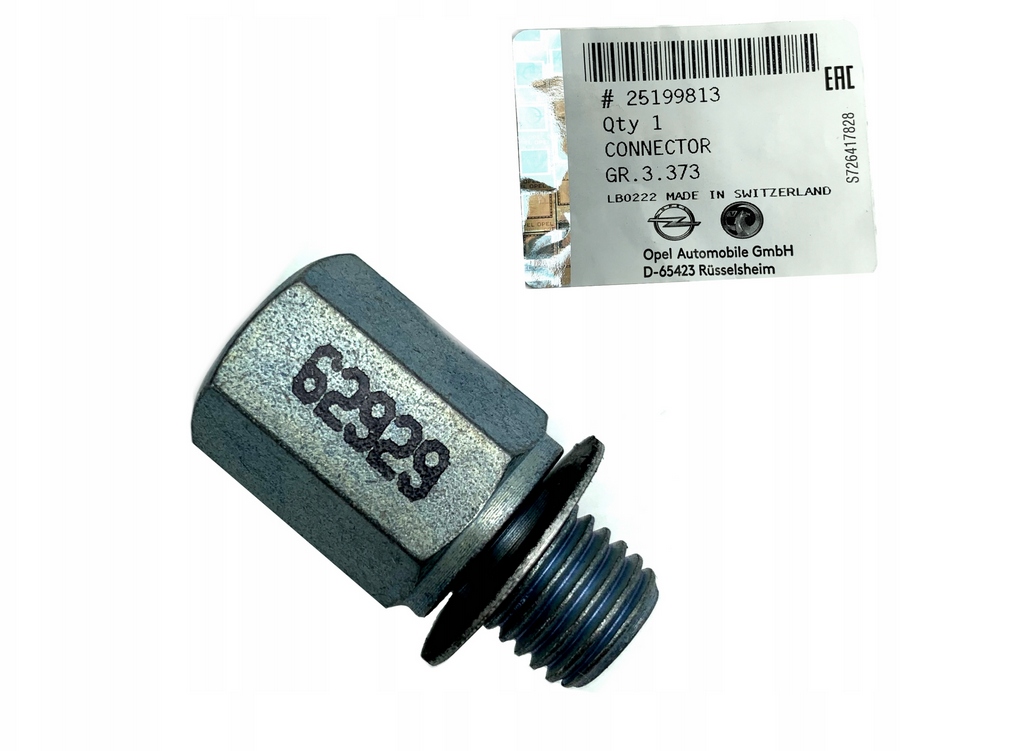 EAC
# 25199813
Qty 1
CONNECTOR
GR.3.373
LB0222 MADE IN SWITZERLAND
Opel Automobile GmbH
D-65423 Rüsselsheim
S726417828
62929